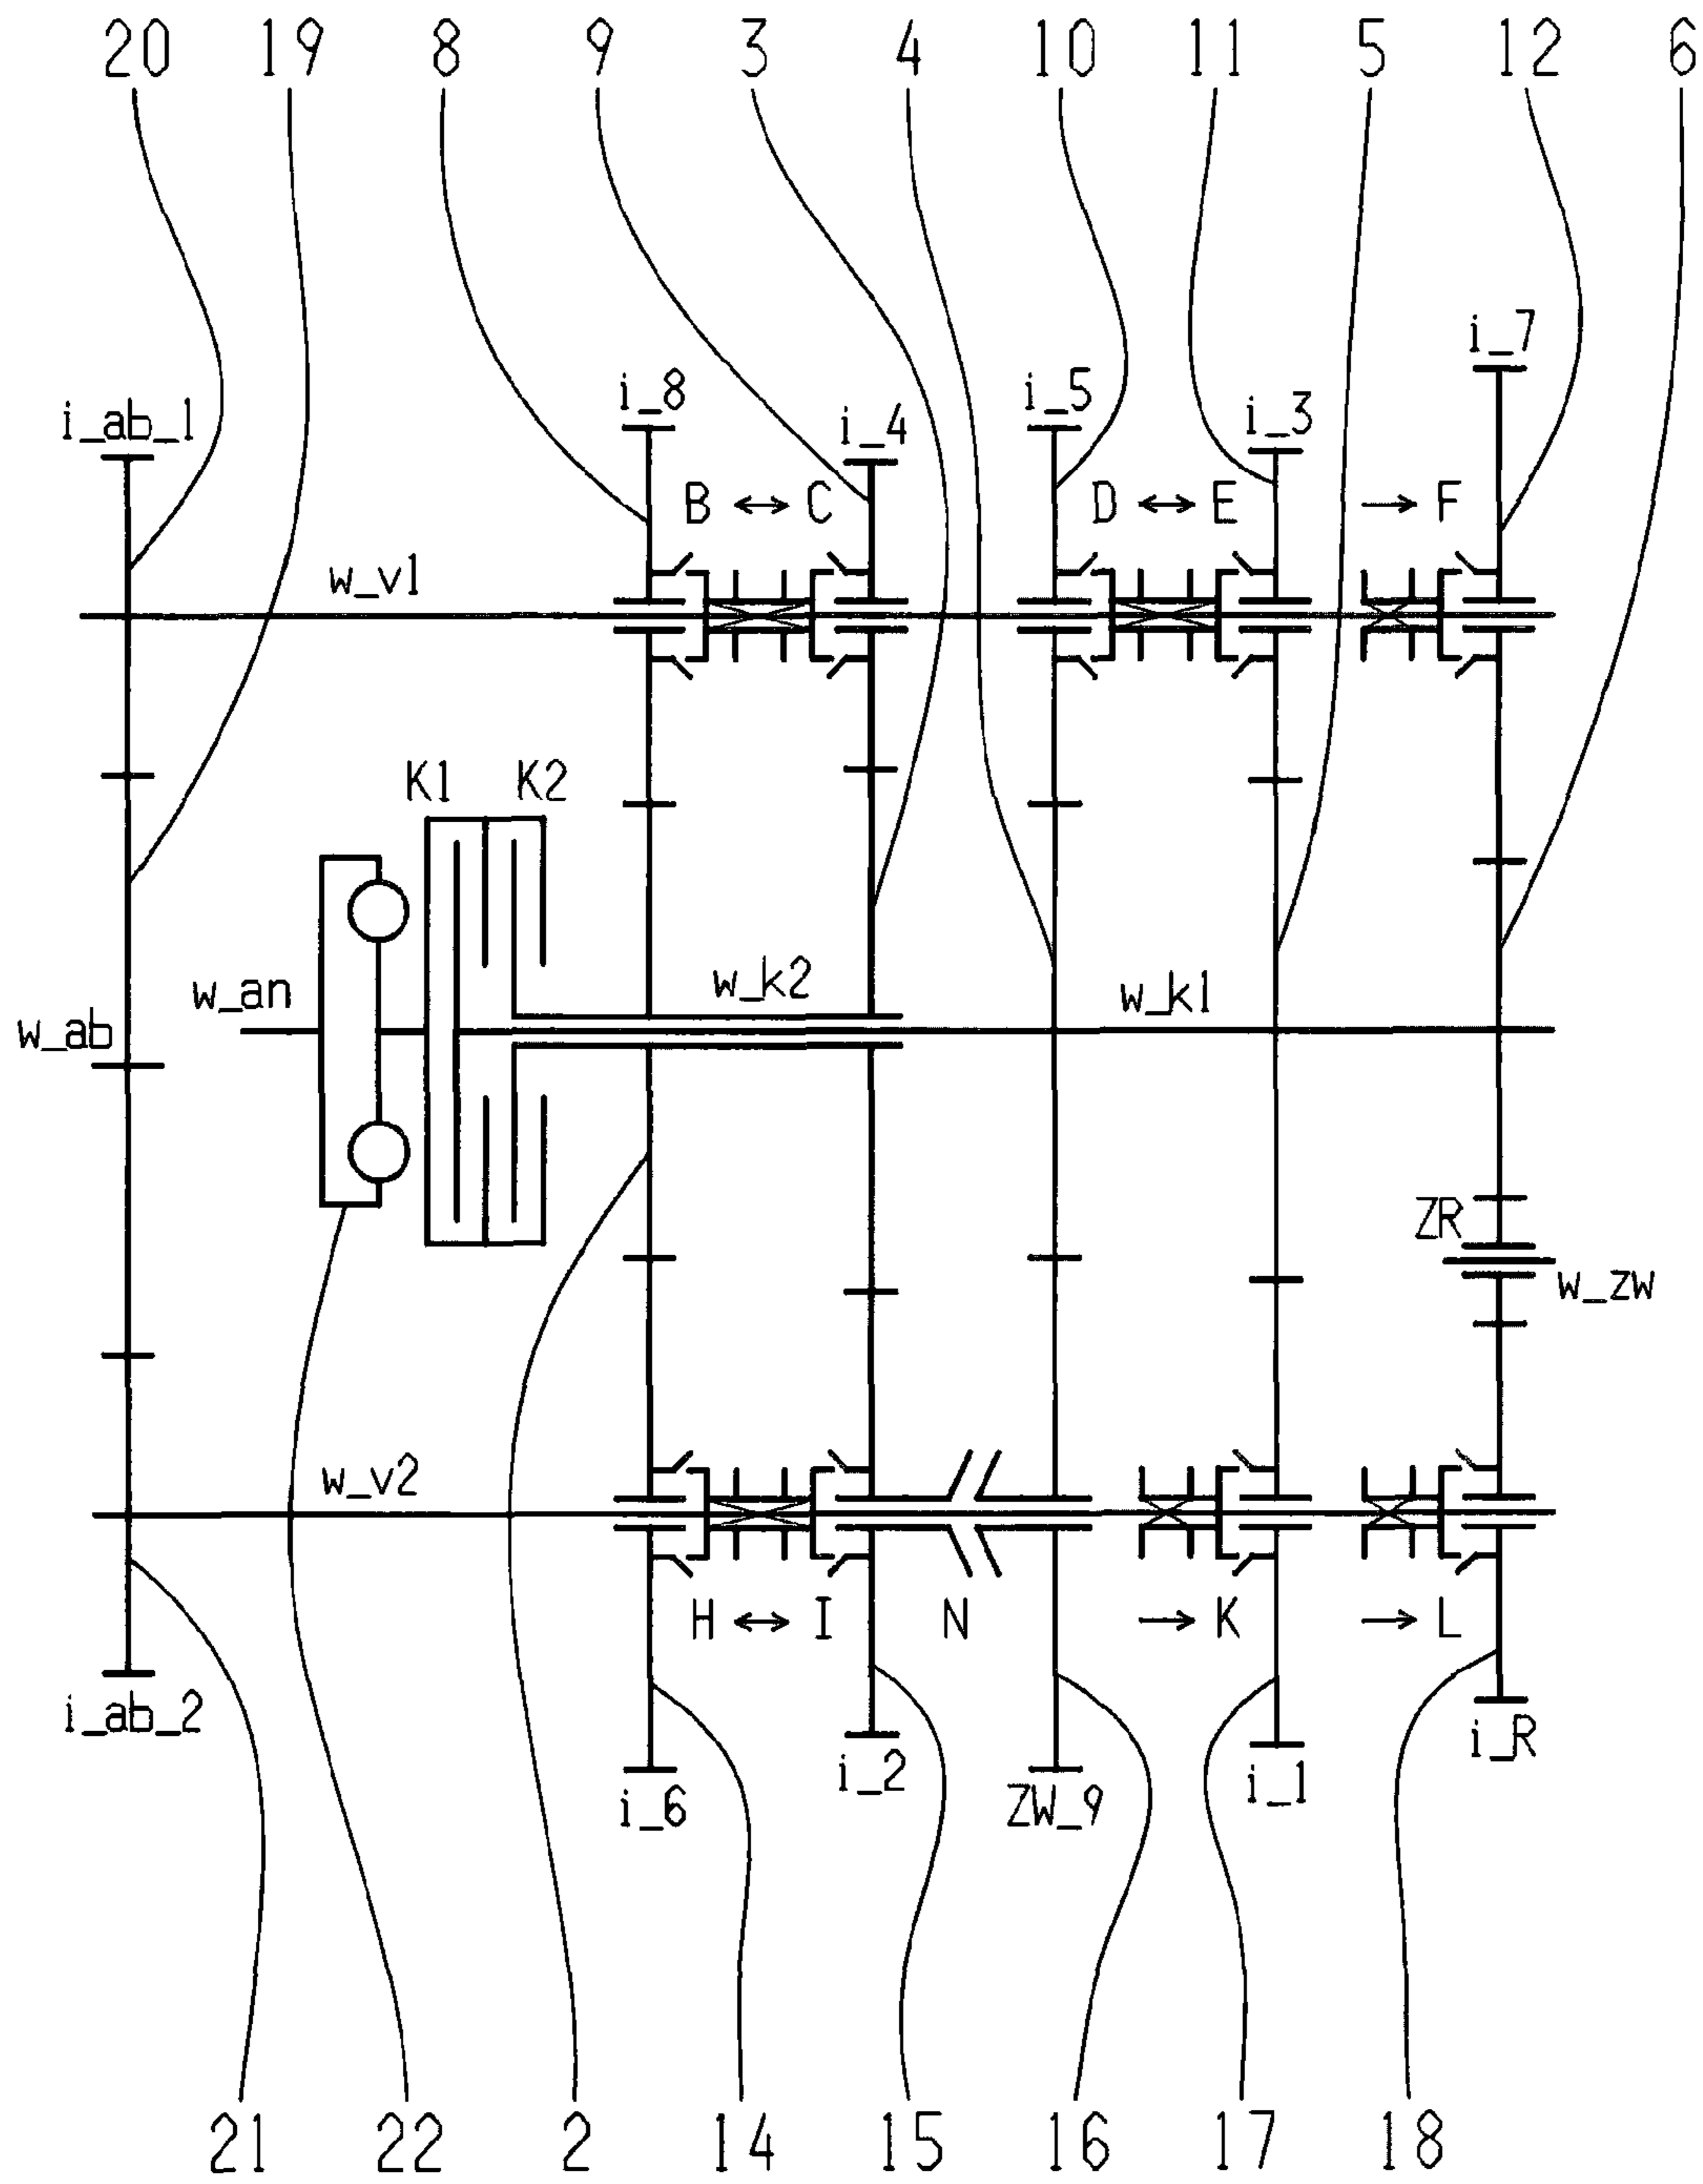 20 19 8 9 3 4 10 11 5 12 6
i_7
i_8 i_5
i_ab_1 i_4 i_3
B ↔ C D ↔ E → F
w_v1
K1 K2
w_an w_k2 w_k1
w_ab
ZR
w_zw
w_v2
H ↔ I N → K → L
i_ab_2 i_R
i_2 i_1
i_6 ZW_9
21 22 2 14 15 16 17 18